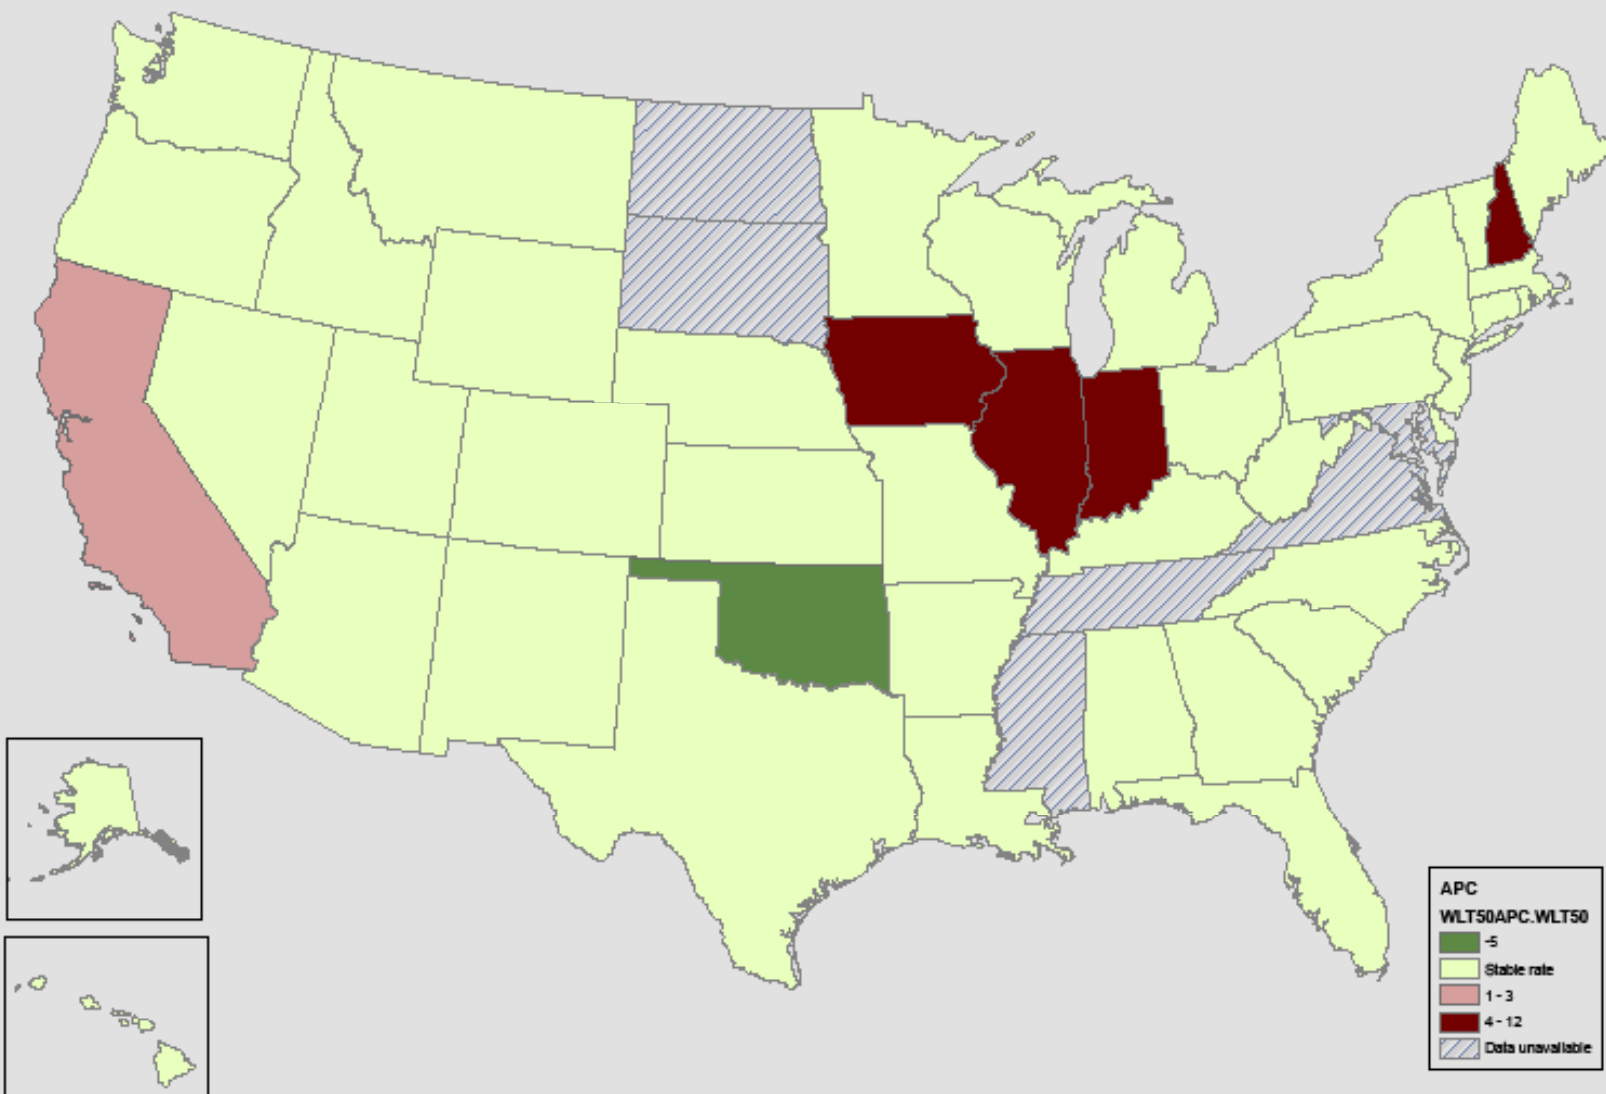 APC
WLT50APC.WLT50
-5
Stable rate
1 - 3
4 - 12
Data unavailable